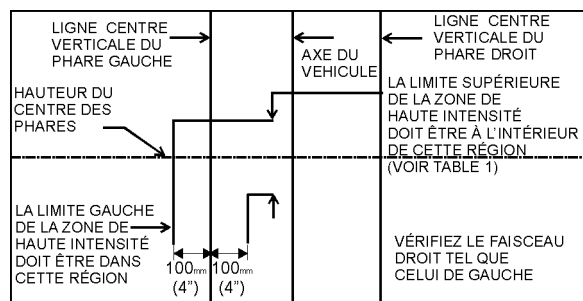 LIGNE CENTRE
VERTICALE DU
PHARE GAUCHE
AXE DU
VEHICULE
LIGNE CENTRE
VERTICALE DU
PHARE DROIT
HAUTEUR DU
CENTRE DES
PHARES
LA LIMITE SUPÉRIEURE
DE LA ZONE DE
HAUTE INTENSITÉ
DOIT ÊTRE À L'INTÉRIEUR
DE CETTE RÉGION
(VOIR TABLE 1)
LA LIMITE GAUCHE
DE LA ZONE DE
HAUTE INTENSITÉ
DOIT ÊTRE DANS
CETTE RÉGION
100mm
(4”)
100mm
(4”)
VÉRIFIEZ LE FAISCEAU
DROIT TEL QUE
CELUI DE GAUCHE